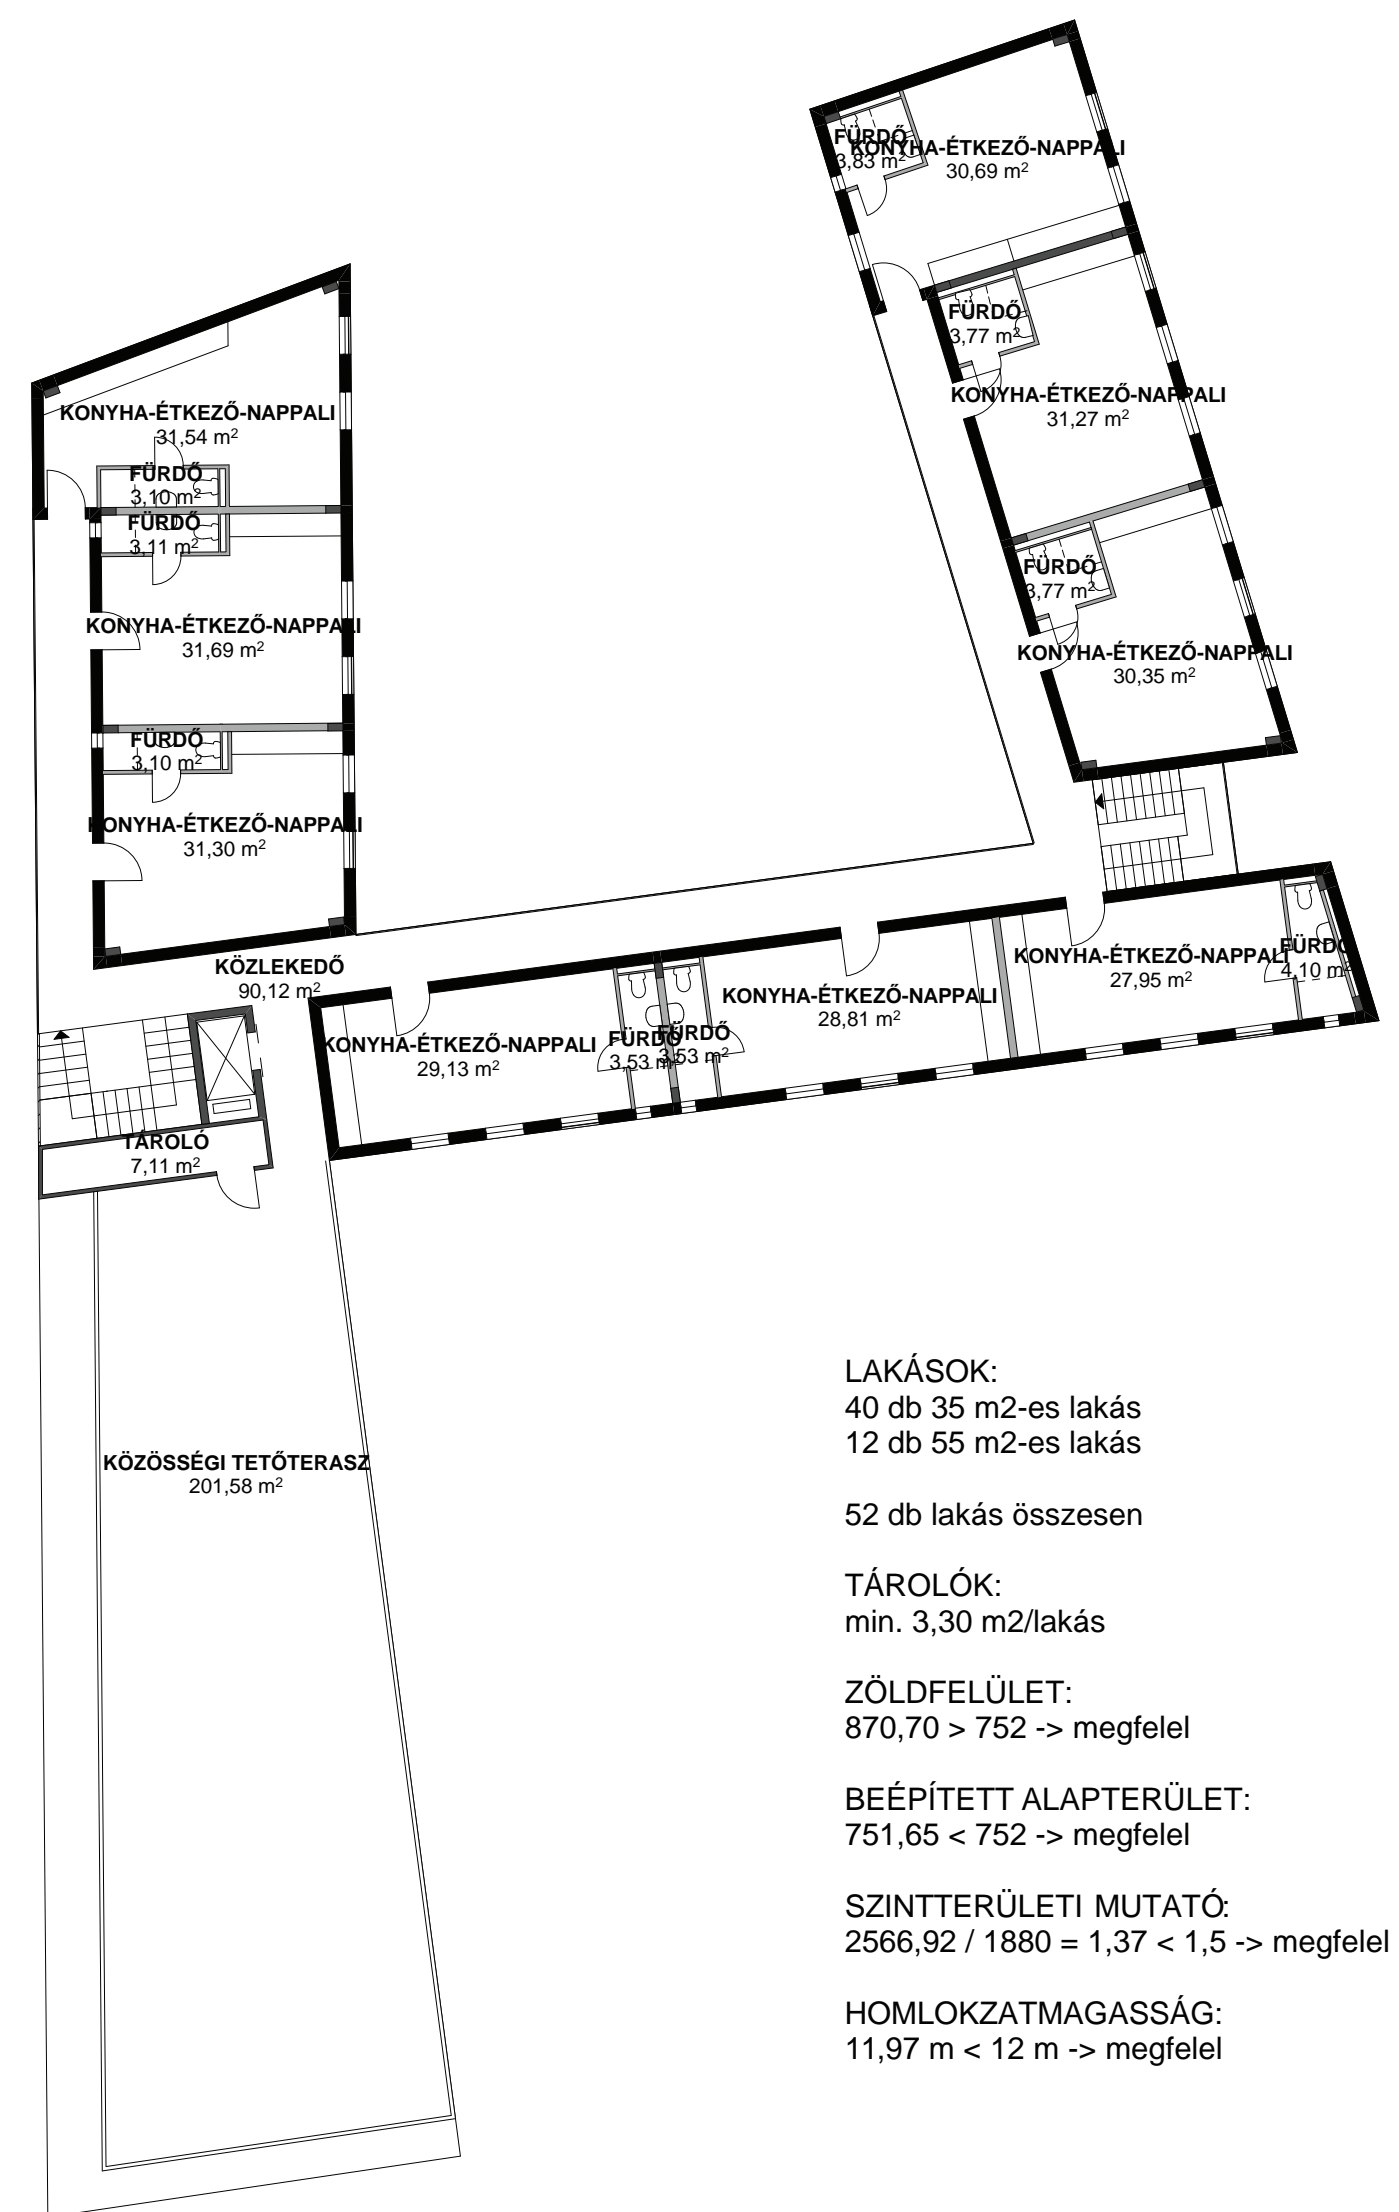 FÜRDŐ
3,83 m²
KONYHA-ÉTKEZŐ-NAPPALI
30,69 m²
FÜRDŐ
3,77 m²
KONYHA-ÉTKEZŐ-NAPPALI
31,27 m²
KONYHA-ÉTKEZŐ-NAPPALI
31,54 m²
FÜRDŐ
3,10 m²
FÜRDŐ
3,11 m²
FÜRDŐ
3,77 m²
KONYHA-ÉTKEZŐ-NAPPALI
31,69 m²
KONYHA-ÉTKEZŐ-NAPPALI
30,35 m²
FÜRDŐ
3,10 m²
KONYHA-ÉTKEZŐ-NAPPALI
31,30 m²
KÖZLEKEDŐ
90,12 m²
KONYHA-ÉTKEZŐ-NAPPALI
27,95 m²
FÜRDŐ
4,10 m²
KONYHA-ÉTKEZŐ-NAPPALI
28,81 m²
KONYHA-ÉTKEZŐ-NAPPALI
29,13 m²
FÜRDŐ
3,53 m²
FÜRDŐ
3,53 m²
TÁROLÓ
7,11 m²
KÖZÖSSÉGI TETŐTERASZ
201,58 m²
LAKÁSOK:
40 db 35 m2-es lakás
12 db 55 m2-es lakás
52 db lakás összesen
TÁROLÓK:
min. 3,30 m2/lakás
ZÖLDFELÜLET:
870,70 > 752 -> megfelel
BEÉPÍTETT ALAPTERÜLET:
751,65 < 752 -> megfelel
SZINTTERÜLETI MUTATÓ:
2566,92 / 1880 = 1,37 < 1,5 -> megfelel
HOMLOKZATMAGASSÁG:
11,97 m < 12 m -> megfelel